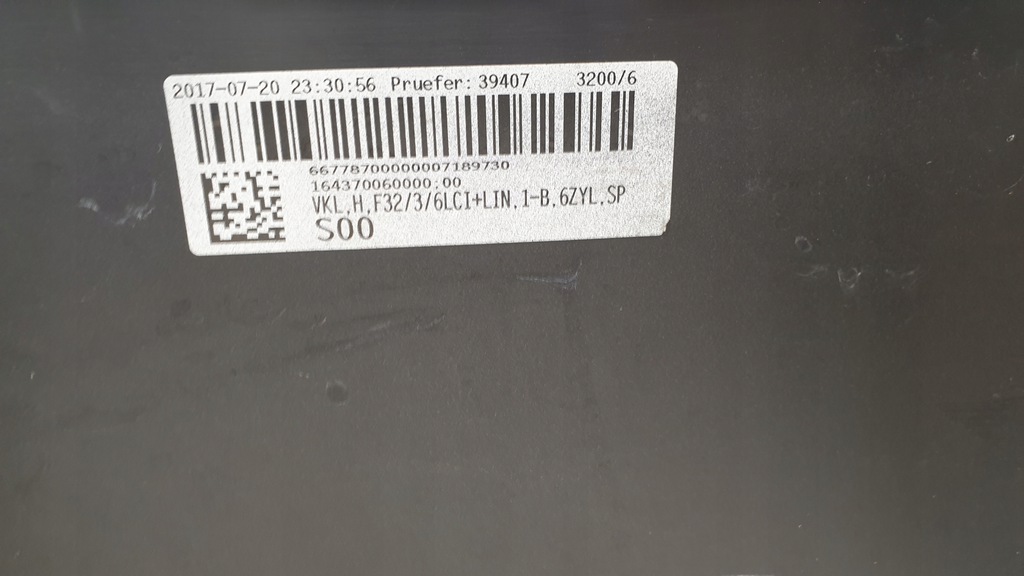 2017-07-20 23:30:56 Pruefer: 39407 3200/6
66778700000007189730
164370060000:00
VKL,H,F32/3/6LCI+LIN.1-B.6ZYL.SP
S00